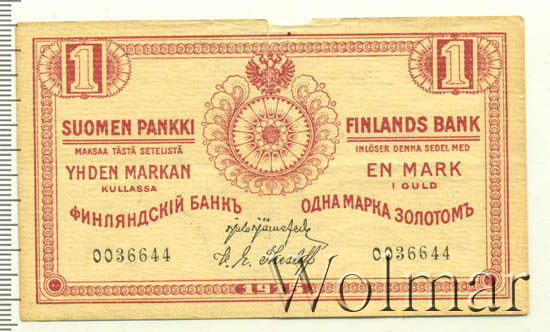 1 1
SUOMEN PANKKI FINLANDS BANK
MAKSAA TÄSTÄ SETELISTÄ INLÖSER DENNA SEDEL MED
YHDEN MARKAN EN MARK
KULLASSA I GULD
ФИНЛЯНДСКІЙ БАНКЪ ОДНА МАРКА ЗОЛОТОМЪ
0036644 0036644
Wolmar